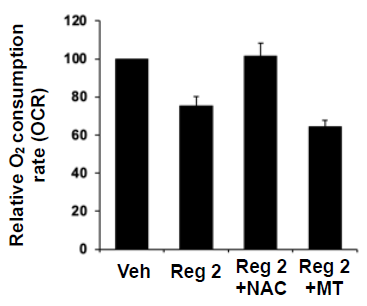 Relative O₂ consumption
rate (OCR)
120
100
80
60
40
20
0
Veh
Reg 2
Reg 2
+NAC
Reg 2
+MT